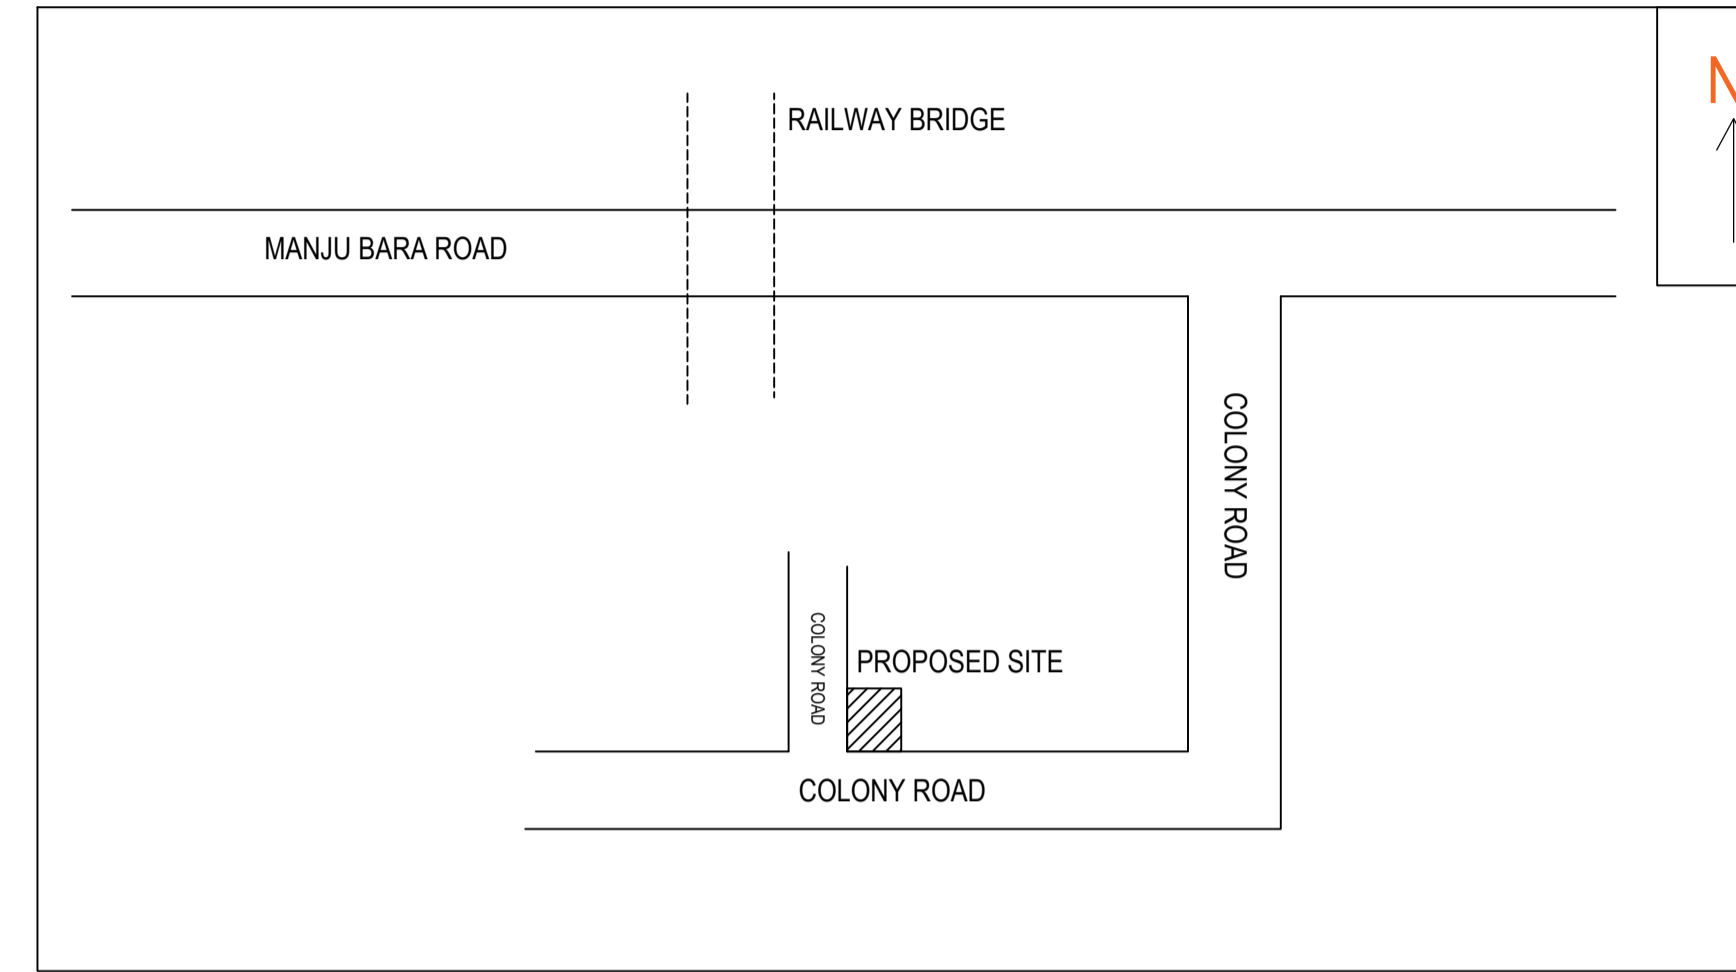 N
RAILWAY BRIDGE
MANJU BARA ROAD
COLONY ROAD
COLONY ROAD
PROPOSED SITE
COLONY ROAD